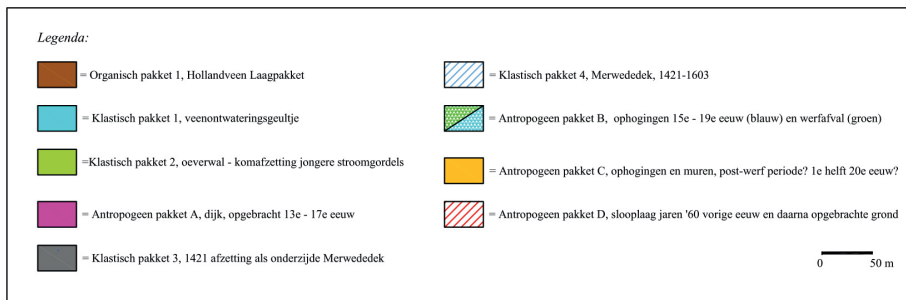 Legenda:
= Organisch pakket 1, Hollandveen Laagpakket
= Klastisch pakket 1, veenontwateringsgeultje
=Klastisch pakket 2, oeverwal - komafzetting jongere stroomgordels
= Antropogeen pakket A, dijk, opgebracht 13e - 17e eeuw
= Klastisch pakket 3, 1421 afzetting als onderzijde Merwededek
= Klastisch pakket 4, Merwededek, 1421-1603
= Antropogeen pakket B, ophogingen 15e - 19e eeuw (blauw) en werfafval (groen)
= Antropogeen pakket C, ophogingen en muren, post-werf periode? 1e helft 20e eeuw?
= Antropogeen pakket D, slooplaag jaren '60 vorige eeuw en daarna opgebrachte grond
0 50 m